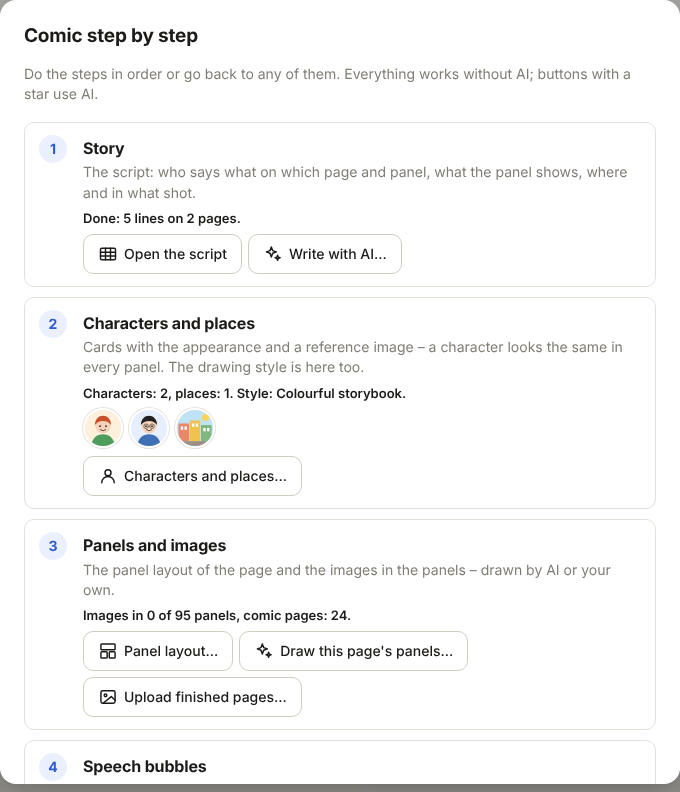 Comic step by step
Do the steps in order or go back to any of them. Everything works without AI; buttons with a
star use AI.
1
Story
The script: who says what on which page and panel, what the panel shows, where
and in what shot.
Done: 5 lines on 2 pages.
Open the script
Write with AI...
2
Characters and places
Cards with the appearance and a reference image – a character looks the same in
every panel. The drawing style is here too.
Characters: 2, places: 1. Style: Colourful storybook.
Characters and places...
3
Panels and images
The panel layout of the page and the images in the panels – drawn by AI or your
own.
Images in 0 of 95 panels, comic pages: 24.
Panel layout...
Draw this page's panels...
Upload finished pages...
4
Speech bubbles